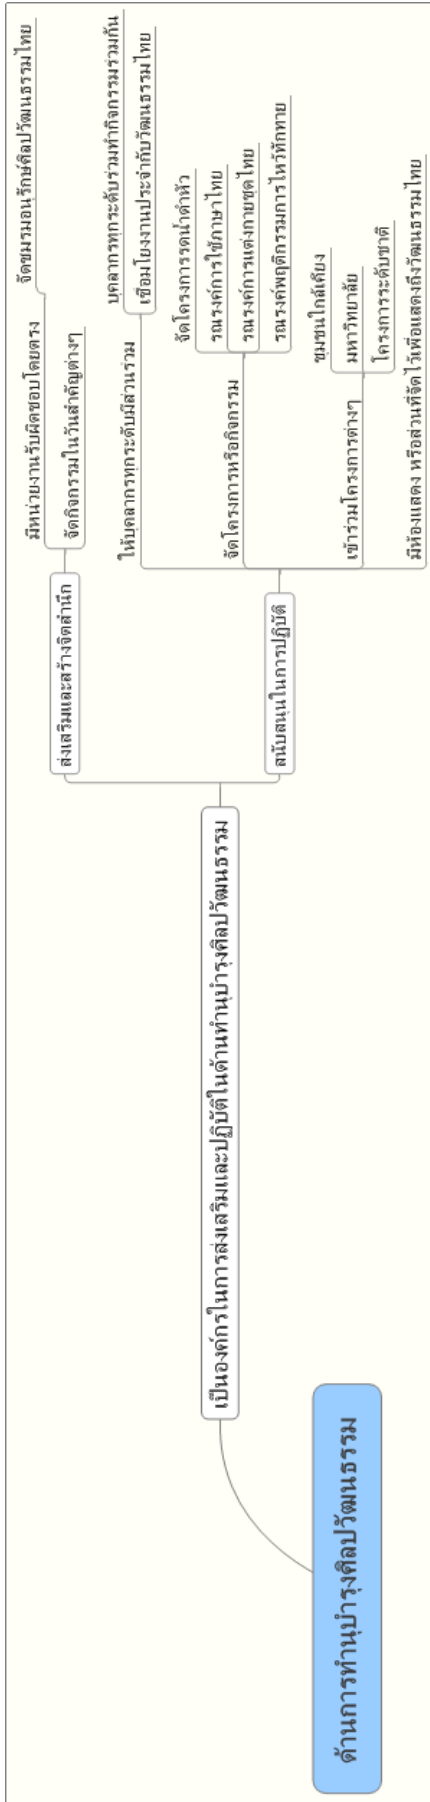 ด้านการทำนุบำรุงศิลปวัฒนธรรม
เป็นองค์กรในการส่งเสริมและปฏิบัติในด้านทำนุบำรุงศิลปวัฒนธรรม
ส่งเสริมและสร้างจิตสำนึก
มีหน่วยงานรับผิดชอบโดยตรง
จัดชมรมอนุรักษ์ศิลปวัฒนธรรมไทย
จัดกิจกรรมในวันสำคัญต่างๆ
สนับสนุนในการปฏิบัติ
ให้บุคลากรทุกระดับมีส่วนร่วม
บุคลากรทุกระดับร่วมทำกิจกรรมร่วมกัน
เชื่อมโยงงานประจำกับวัฒนธรรมไทย
จัดโครงการหรือกิจกรรม
จัดโครงการรดน้ำดำหัว
รณรงค์การใช้ภาษาไทย
รณรงค์การแต่งกายชุดไทย
รณรงค์พฤติกรรมการไหว้ทักทาย
เข้าร่วมโครงการต่างๆ
ชุมชนใกล้เคียง
มหาวิทยาลัย
โครงการระดับชาติ
มีห้องแสดง หรือส่วนที่จัดไว้เพื่อแสดงถึงวัฒนธรรมไทย